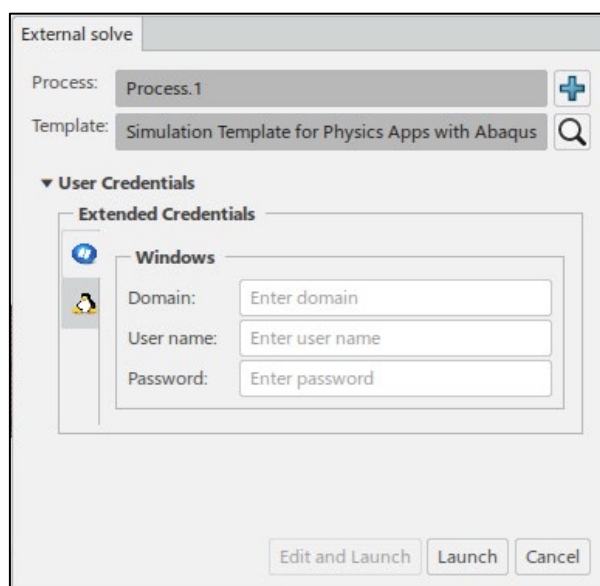 External solve
Process: Process.1
Template: Simulation Template for Physics Apps with Abaqus
User Credentials
Extended Credentials
Windows
Domain: Enter domain
User name: Enter user name
Password: Enter password
Edit and Launch Launch Cancel